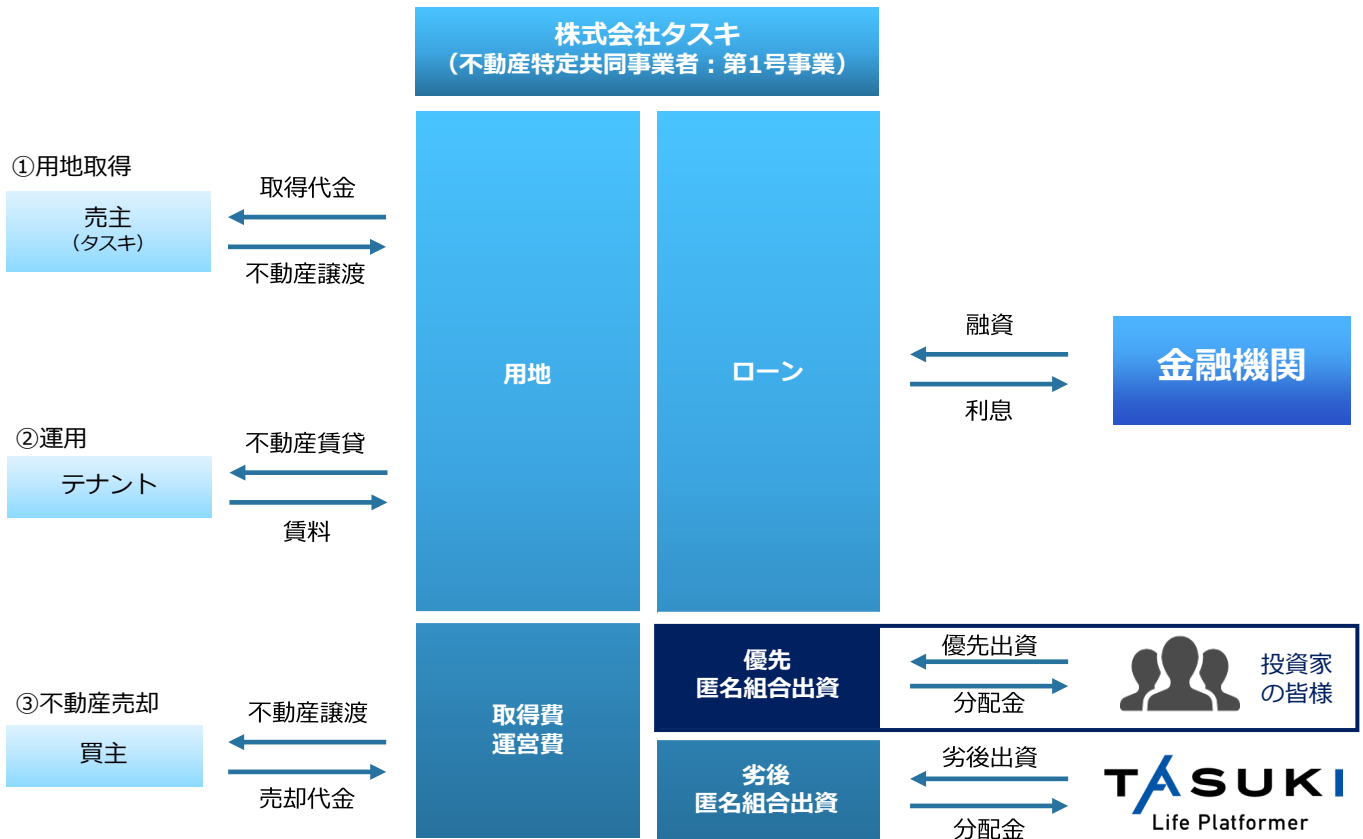 株式会社タスキ
（不動産特定共同事業者：第1号事業）
①用地取得
売主
（タスキ）
取得代金
不動産譲渡
②運用
テナント
不動産賃貸
賃料
③不動産売却
買主
不動産譲渡
売却代金
用地
取得費
運営費
ローン
優先
匿名組合出資
劣後
匿名組合出資
融資
利息
金融機関
優先出資
分配金
投資家
の皆様
劣後出資
分配金
TASUKI
Life Platformer